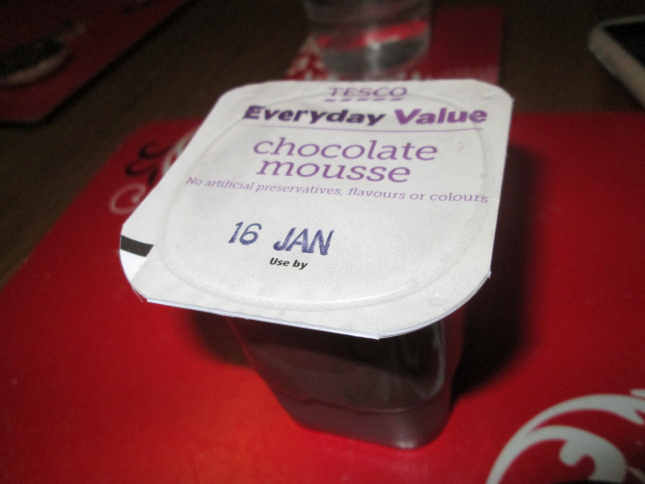 TESCO
Everyday Value
chocolate
mousse
No artificial preservatives, flavours or colours
16 JAN
Use by